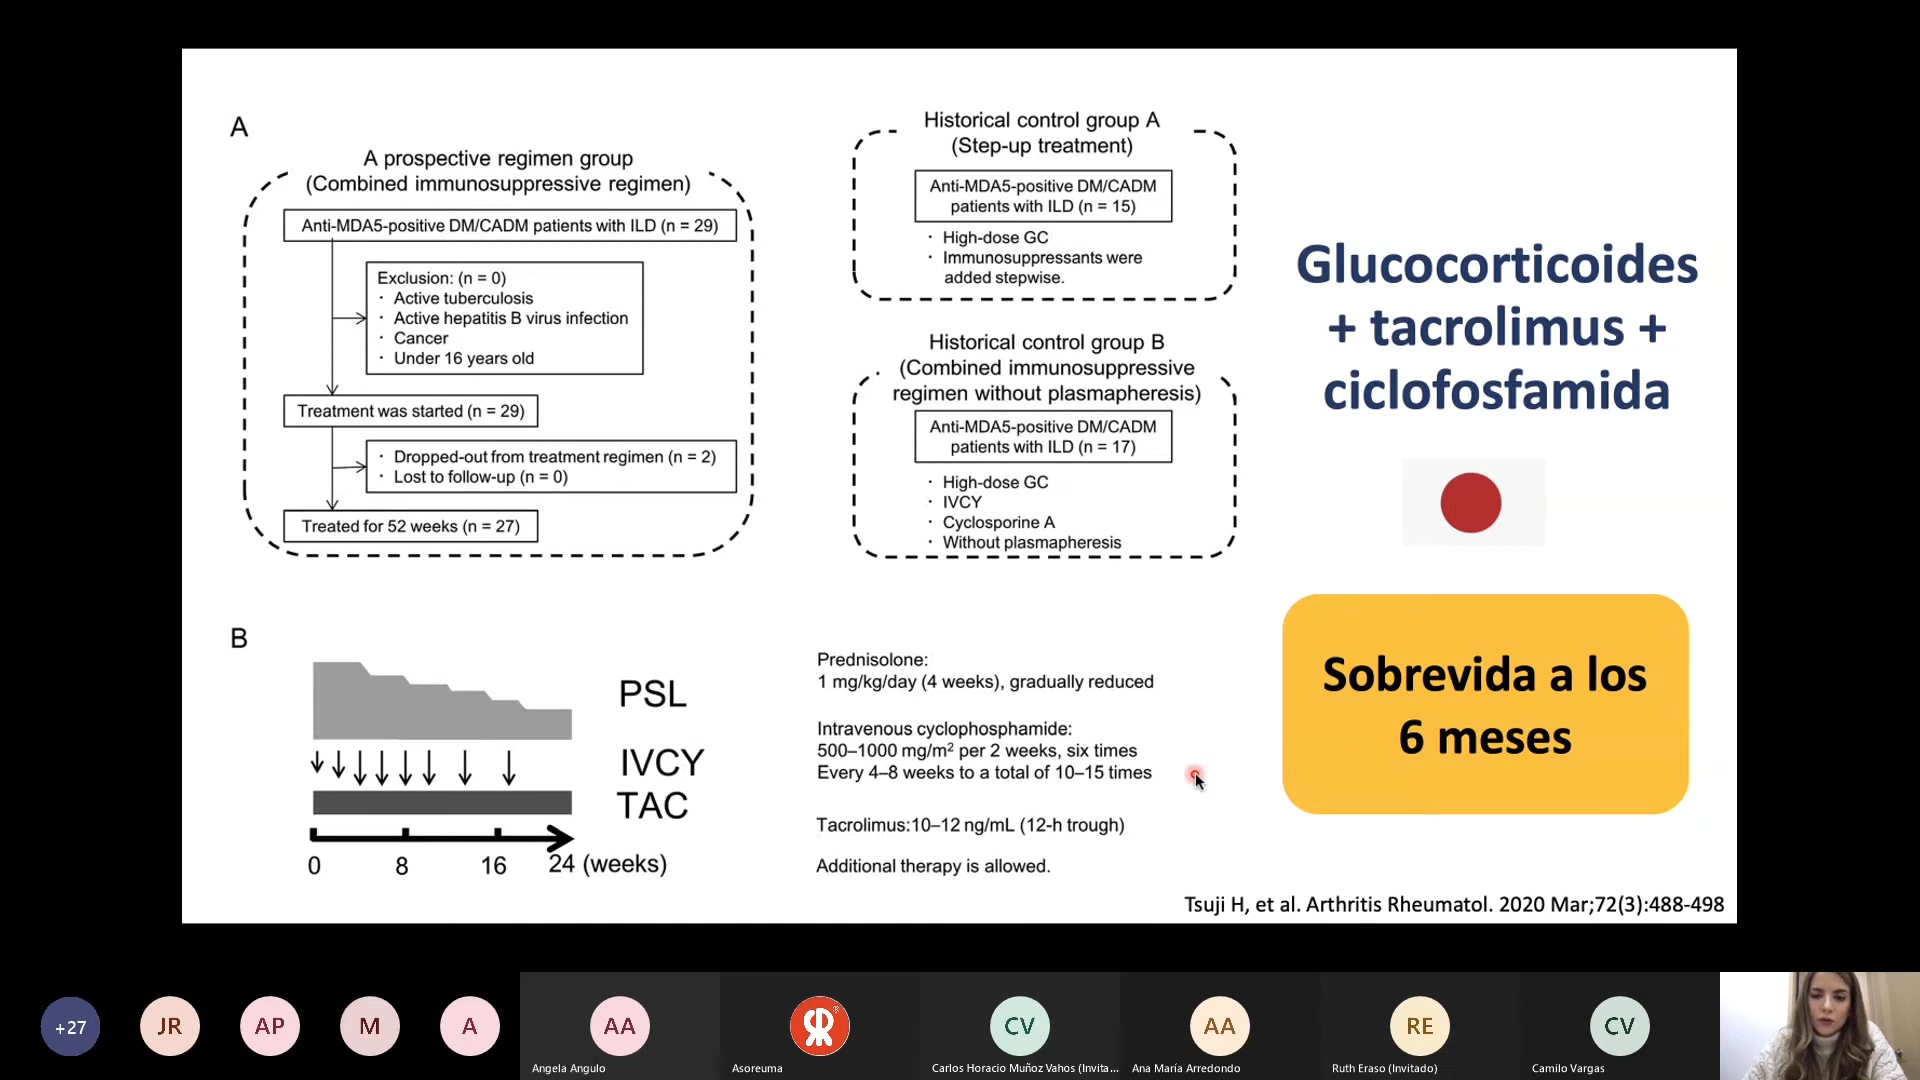 A
A prospective regimen group
(Combined immunosuppressive regimen)
Anti-MDA5-positive DM/CADM patients with ILD (n = 29)
Exclusion: (n = 0)
· Active tuberculosis
· Active hepatitis B virus infection
· Cancer
· Under 16 years old
Treatment was started (n = 29)
· Dropped-out from treatment regimen (n = 2)
· Lost to follow-up (n = 0)
Treated for 52 weeks (n = 27)
Historical control group A
(Step-up treatment)
Anti-MDA5-positive DM/CADM
patients with ILD (n = 15)
· High-dose GC
· Immunosuppressants were
added stepwise.
Historical control group B
(Combined immunosuppressive
regimen without plasmapheresis)
Anti-MDA5-positive DM/CADM
patients with ILD (n = 17)
· High-dose GC
· IVCY
· Cyclosporine A
· Without plasmapheresis
Glucocorticoides
+ tacrolimus +
ciclofosfamida
B
PSL
IVCY
TAC
0 8 16 24 (weeks)
Prednisolone:
1 mg/kg/day (4 weeks), gradually reduced
Intravenous cyclophosphamide:
500–1000 mg/m² per 2 weeks, six times
Every 4–8 weeks to a total of 10–15 times
Tacrolimus:10–12 ng/mL (12-h trough)
Additional therapy is allowed.
Sobrevida a los
6 meses
Tsuji H, et al. Arthritis Rheumatol. 2020 Mar;72(3):488-498
+27
JR
AP
M
A
AA
Angela Angulo
Asoreuma
CV
Carlos Horacio Muñoz Vahos (Invita...
AA
Ana María Arredondo
RE
Ruth Eraso (Invitado)
CV
Camilo Vargas